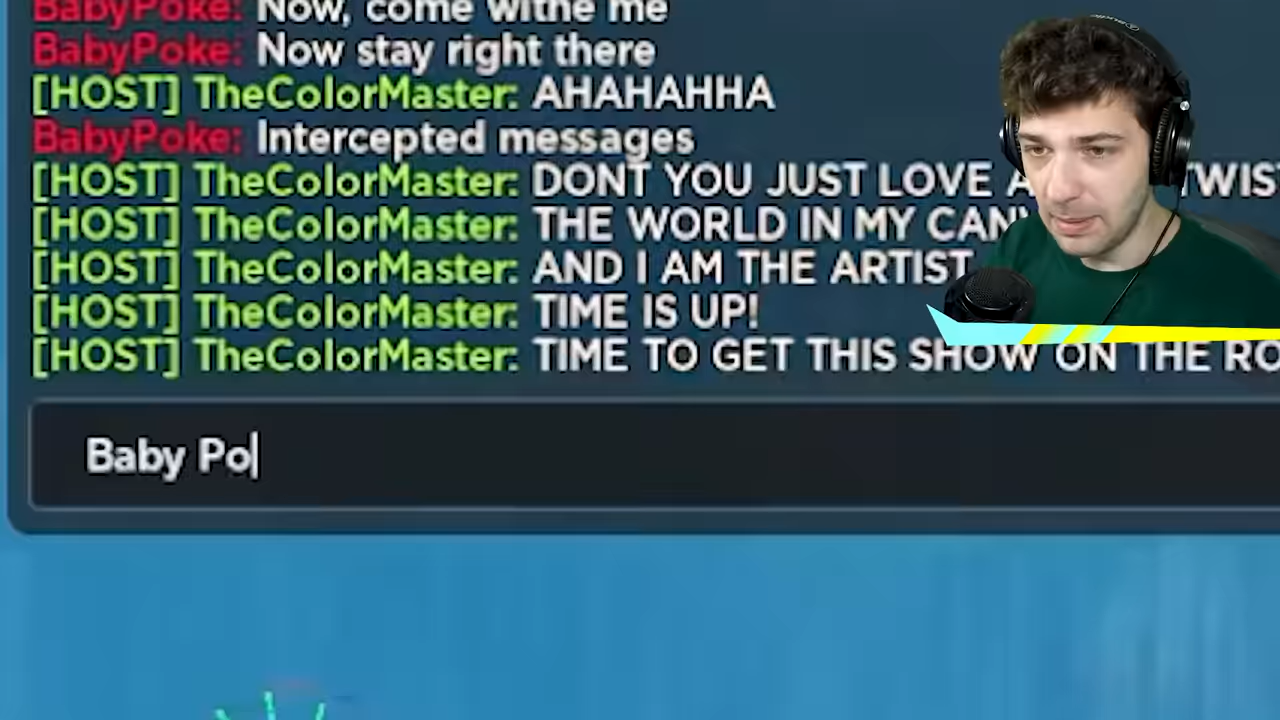 BabyPoke: Now, come withe me
BabyPoke: Now stay right there
[HOST] TheColorMaster: AHAHAHHA
BabyPoke: Intercepted messages
[HOST] TheColorMaster: DONT YOU JUST LOVE
[HOST] TheColorMaster: THE WORLD IN MY
[HOST] TheColorMaster: AND I AM THE ARTIST
[HOST] TheColorMaster: TIME IS UP!
[HOST] TheColorMaster: TIME TO GET THIS SHOW ON THE
Baby Po